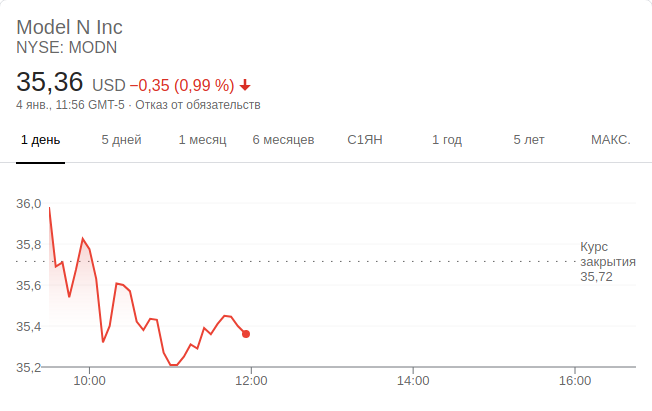 Model N Inc
NYSE: MODN
35,36 USD −0,35 (0,99 %)
4 янв., 11:56 GMT-5 · Отказ от обязательств
1 день 5 дней 1 месяц 6 месяцев С1ЯН 1 год 5 лет МАКС.
36,0
35,8
Курс
закрытия
35,72
35,6
35,4
35,2
10:00 12:00 14:00 16:00